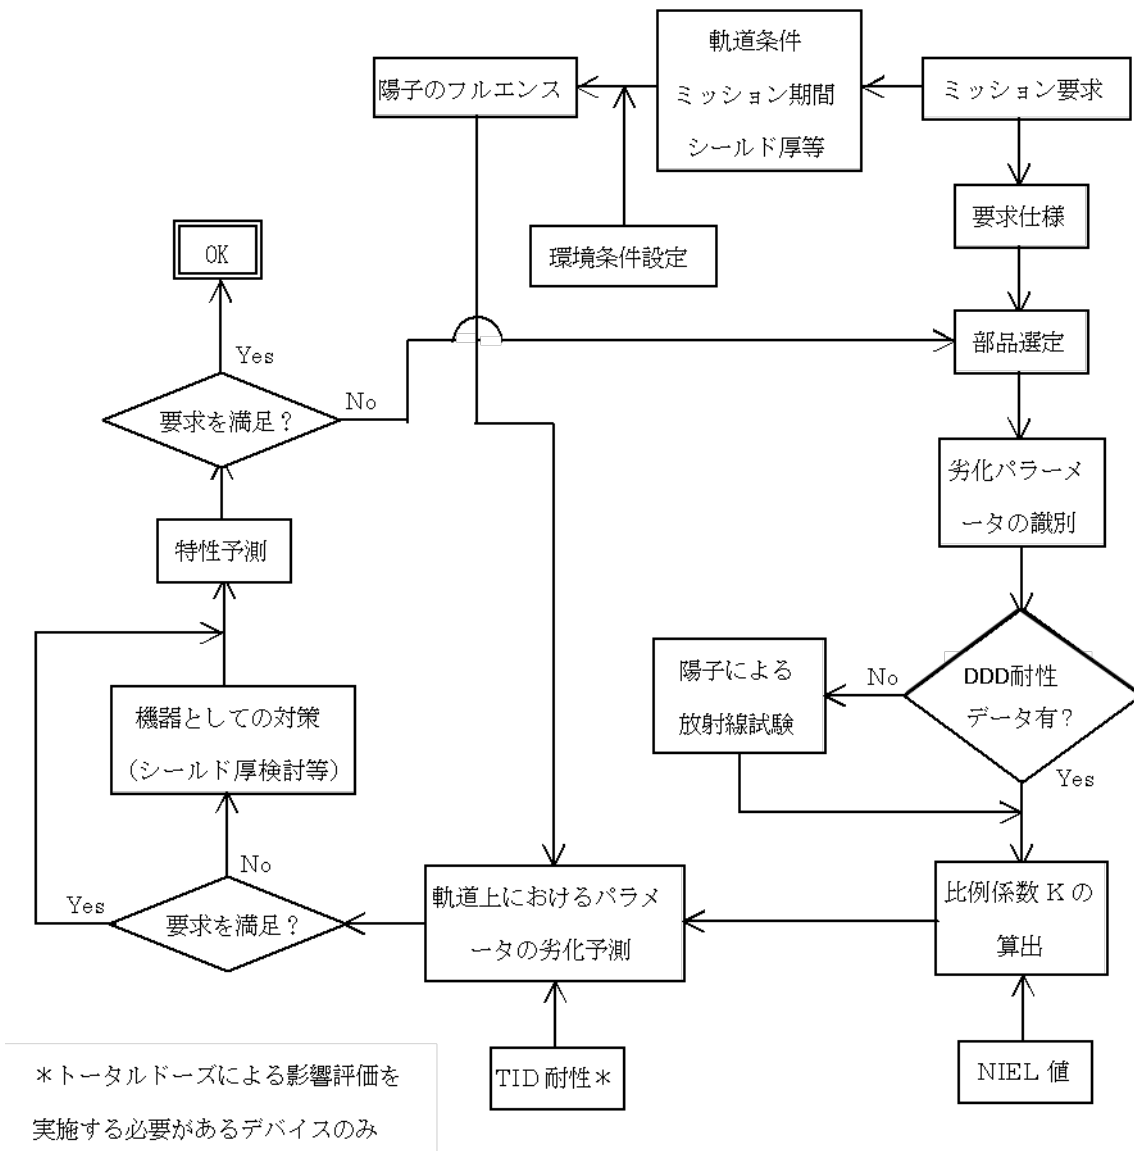 軌道条件
ミッション期間
シールド厚等
陽子のフルエンス
ミッション要求
要求仕様
環境条件設定
OK
部品選定
Yes
No
要求を満足？
劣化パラーメ
ータの識別
特性予測
陽子による
放射線試験
No
DDD耐性
データ有？
Yes
機器としての対策
（シールド厚検討等）
No
Yes
要求を満足？
軌道上におけるパラメ
ータの劣化予測
比例係数 K の
算出
TID 耐性＊
NIEL 値
＊トータルドーズによる影響評価を
実施する必要があるデバイスのみ